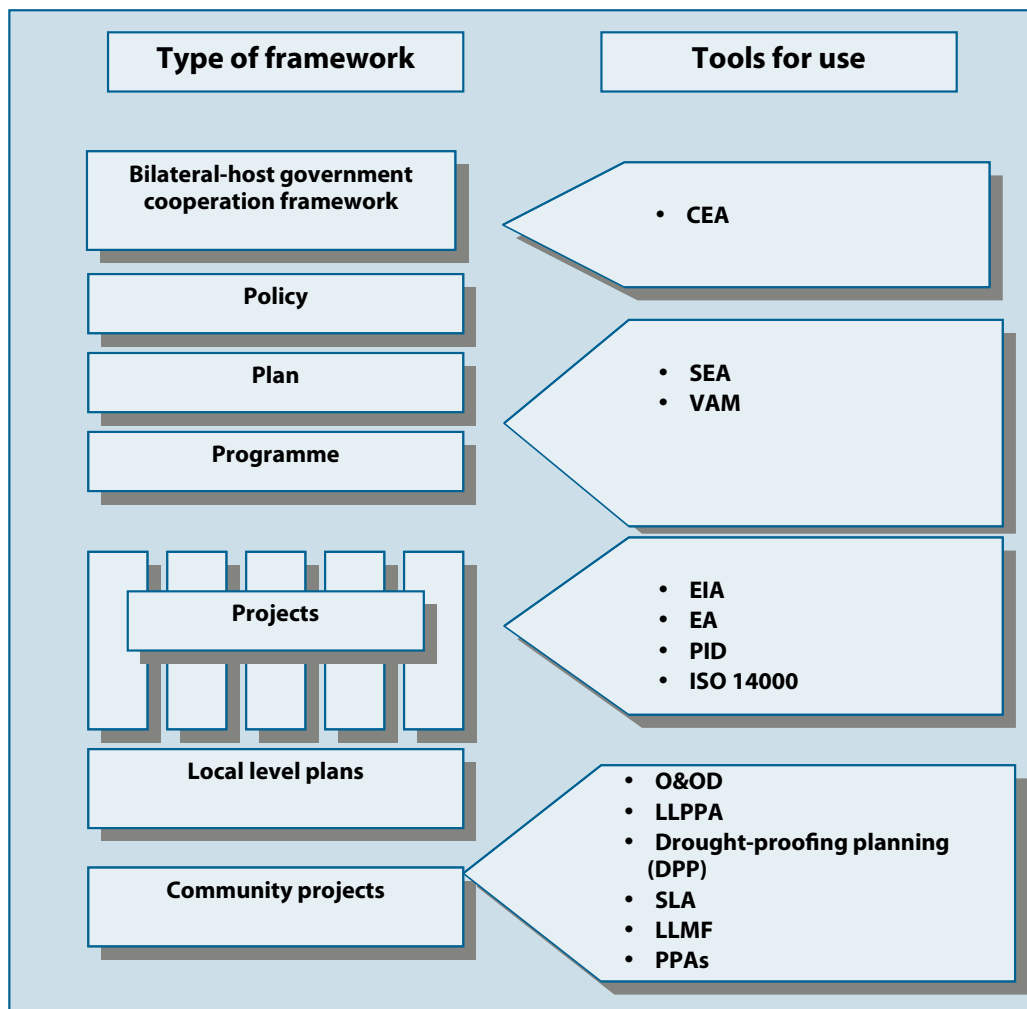 Type of framework
Tools for use
Bilateral-host government
cooperation framework
• CEA
Policy
Plan
Programme
• SEA
• VAM
Projects
• EIA
• EA
• PID
• ISO 14000
Local level plans
Community projects
• O&OD
• LLPPA
• Drought-proofing planning
(DPP)
• SLA
• LLMF
• PPAs